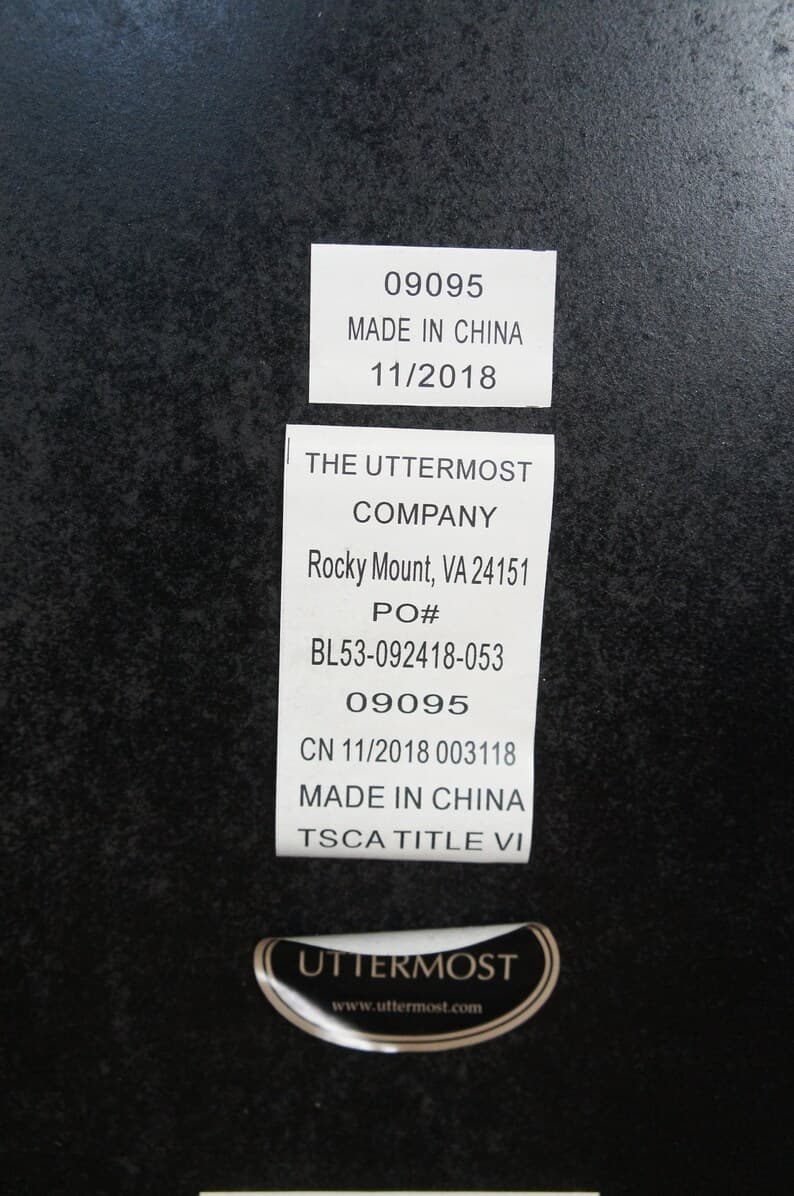 09095
MADE IN CHINA
11/2018
THE UTTERMOST
COMPANY
Rocky Mount, VA 24151
PO#
BL53-092418-053
09095
CN 11/2018 003118
MADE IN CHINA
TSCA TITLE VI
UTTERMOST
www.uttermost.com